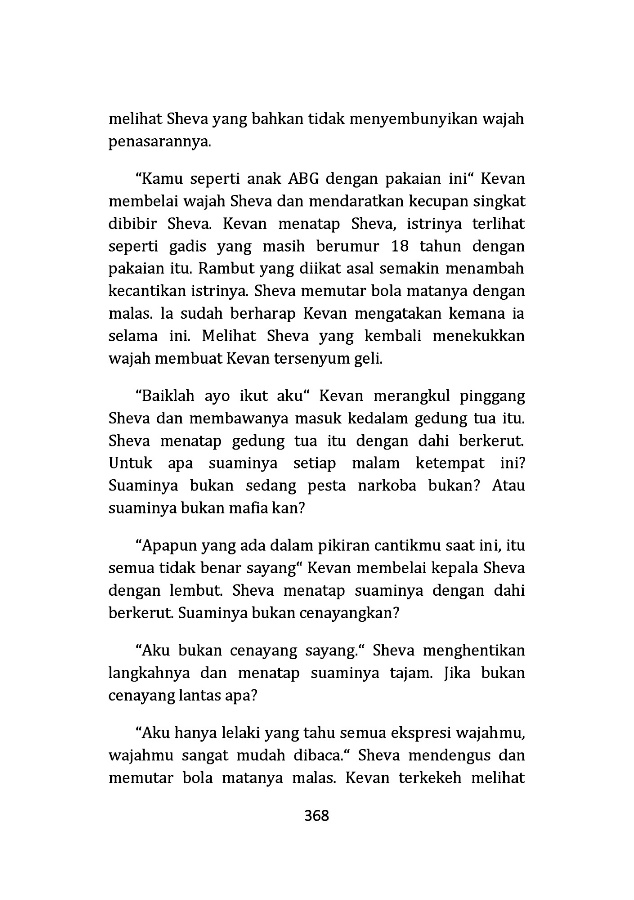 melihat Sheva yang bahkan tidak menyembunyikan wajah
penasarannya.
“Kamu seperti anak ABG dengan pakaian ini“ Kevan
membelai wajah Sheva dan mendaratkan kecupan singkat
dibibir Sheva. Kevan menatap Sheva, istrinya terlihat
seperti gadis yang masih berumur 18 tahun dengan
pakaian itu. Rambut yang diikat asal semakin menambah
kecantikan istrinya. Sheva memutar bola matanya dengan
malas. Ia sudah berharap Kevan mengatakan kemana ia
selama ini. Melihat Sheva yang kembali menekukkan
wajah membuat Kevan tersenyum geli.
“Baiklah ayo ikut aku“ Kevan merangkul pinggang
Sheva dan membawanya masuk kedalam gedung tua itu.
Sheva menatap gedung tua itu dengan dahi berkerut.
Untuk apa suaminya setiap malam ketempat ini?
Suaminya bukan sedang pesta narkoba bukan? Atau
suaminya bukan mafia kan?
“Apapun yang ada dalam pikiran cantikmu saat ini, itu
semua tidak benar sayang“ Kevan membelai kepala Sheva
dengan lembut. Sheva menatap suaminya dengan dahi
berkerut. Suaminya bukan cenayangkan?
“Aku bukan cenayang sayang.“ Sheva menghentikan
langkahnya dan menatap suaminya tajam. Jika bukan
cenayang lantas apa?
“Aku hanya lelaki yang tahu semua ekspresi wajahmu,
wajahmu sangat mudah dibaca.“ Sheva mendengus dan
memutar bola matanya malas. Kevan terkekeh melihat
368